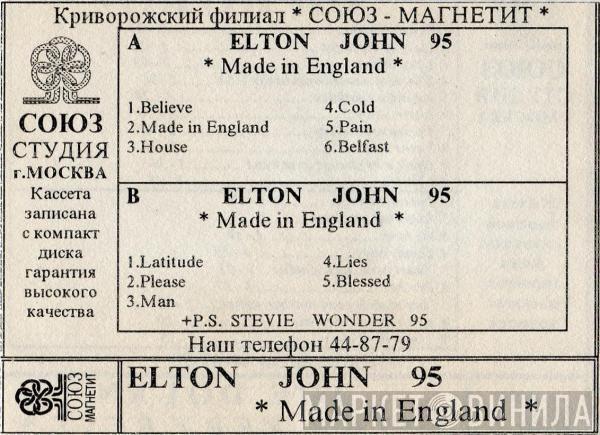 Криворожский филиал * СОЮЗ - МАГНЕТИТ *
СОЮЗ
СТУДИЯ
г.МОСКВА
Кассета
записана
с компакт
диска
гарантия
высокого
качества
A ELTON JOHN 95
* Made in England *
1.Believe 4.Cold
2.Made in England 5.Pain
3.House 6.Belfast
B ELTON JOHN 95
* Made in England *
1.Latitude 4.Lies
2.Please 5.Blessed
3.Man
+P.S. STEVIE WONDER 95
Наш телефон 44-87-79
СОЮЗ
МАГНЕТИТ
ELTON JOHN 95
* Made in England *
МАРКЕТ ВИНИЛА